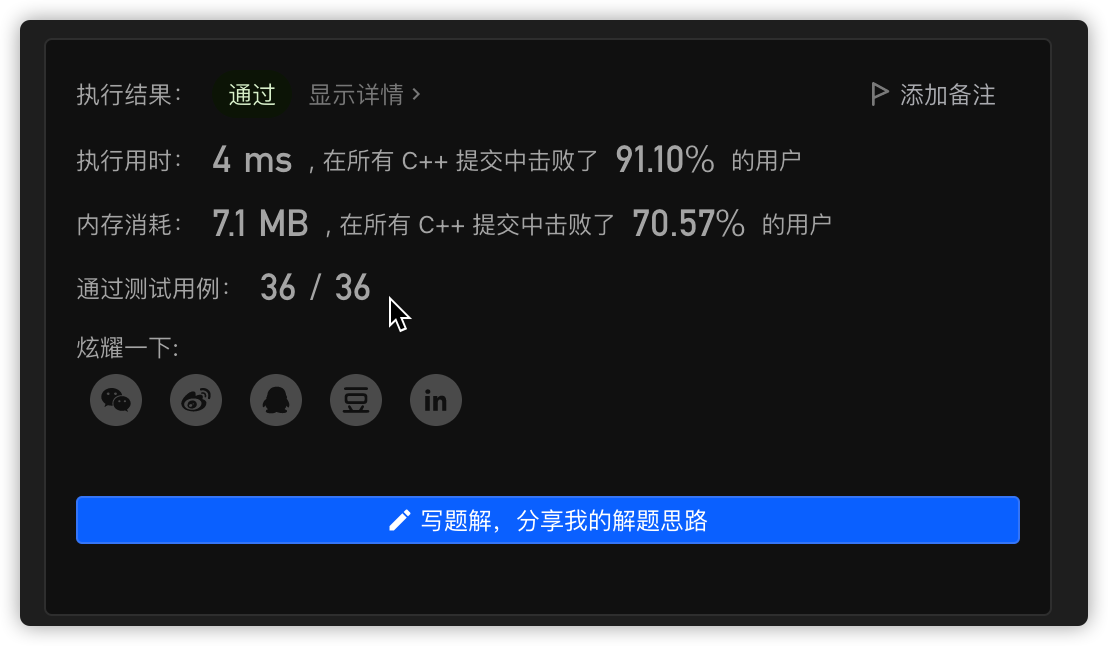 执行结果： 通过 显示详情 › 添加备注
执行用时： 4 ms , 在所有 C++ 提交中击败了 91.10% 的用户
内存消耗： 7.1 MB , 在所有 C++ 提交中击败了 70.57% 的用户
通过测试用例： 36 / 36
炫耀一下:
豆 in
写题解，分享我的解题思路